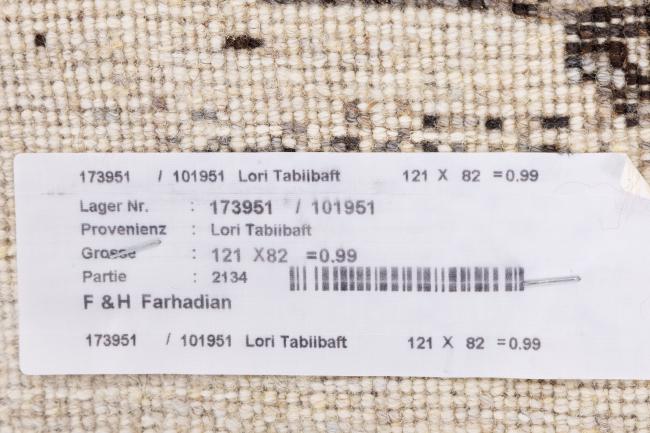 173951 / 101951 Lori Tabiibaft 121 X 82 =0.99
Lager Nr. : 173951 / 101951
Provenienz : Lori Tabiibaft
Grosse : 121 X82 =0.99
Partie : 2134
F & H Farhadian
173951 / 101951 Lori Tabiibaft 121 X 82 =0.99